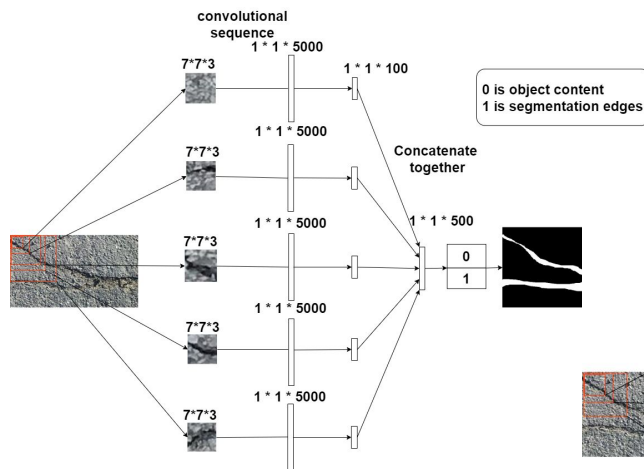 convolutional
sequence
1 * 1 * 5000
7*7*3
1 * 1 * 100
0 is object content
1 is segmentation edges
1 * 1 * 5000
7*7*3
Concatenate
together
1 * 1 * 5000
7*7*3
1 * 1 * 500
0
1
1 * 1 * 5000
7*7*3
1 * 1 * 5000
7*7*3